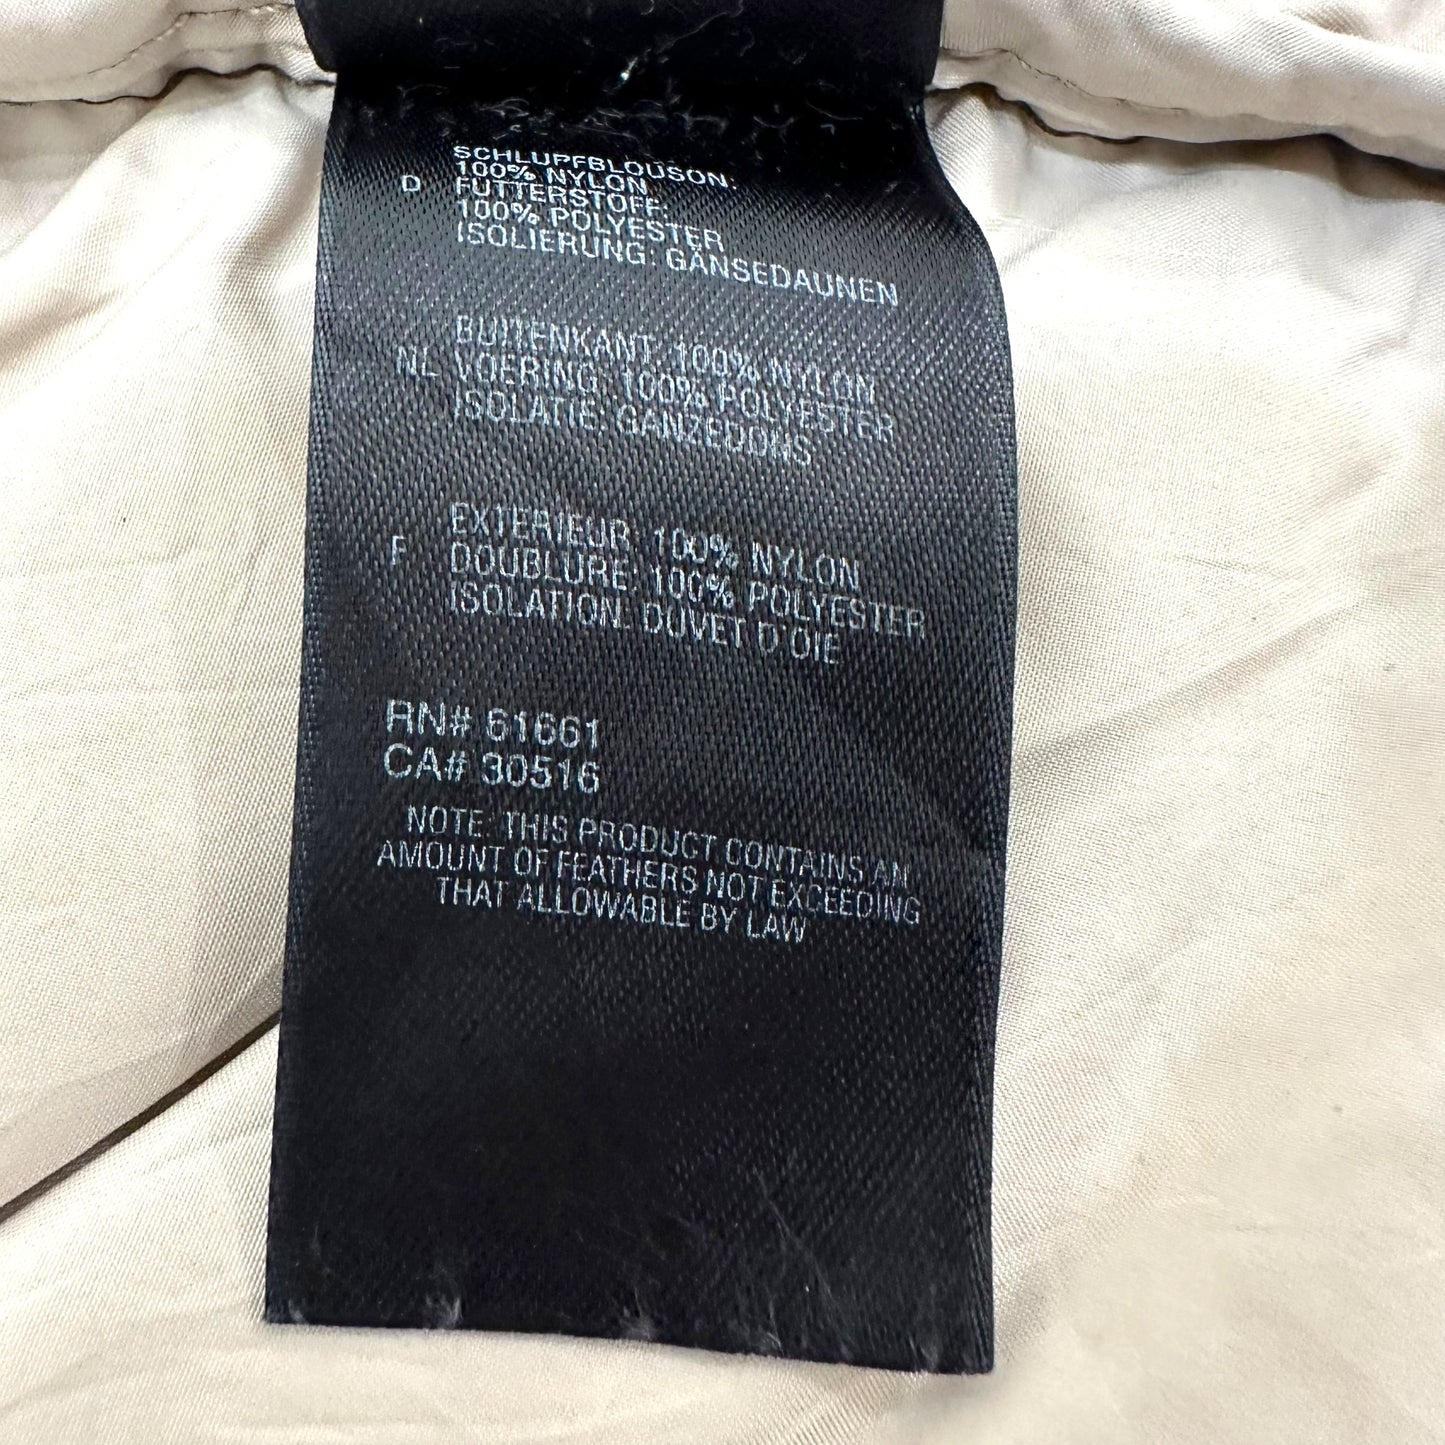 SCHLUPFBLOUSON:
100% NYLON
D FUTTERSTOFF:
100% POLYESTER
ISOLIERUNG: GÄNSEDAUNEN
BUITENKANT: 100% NYLON
NL VOERING: 100% POLYESTER
ISOLATIE: GANZEDONS
EXTERIEUR: 100% NYLON
F DOUBLURE: 100% POLYESTER
ISOLATION: DUVET D'OIE
RN# 61661
CA# 30516
NOTE: THIS PRODUCT CONTAINS AN
AMOUNT OF FEATHERS NOT EXCEEDING
THAT ALLOWABLE BY LAW